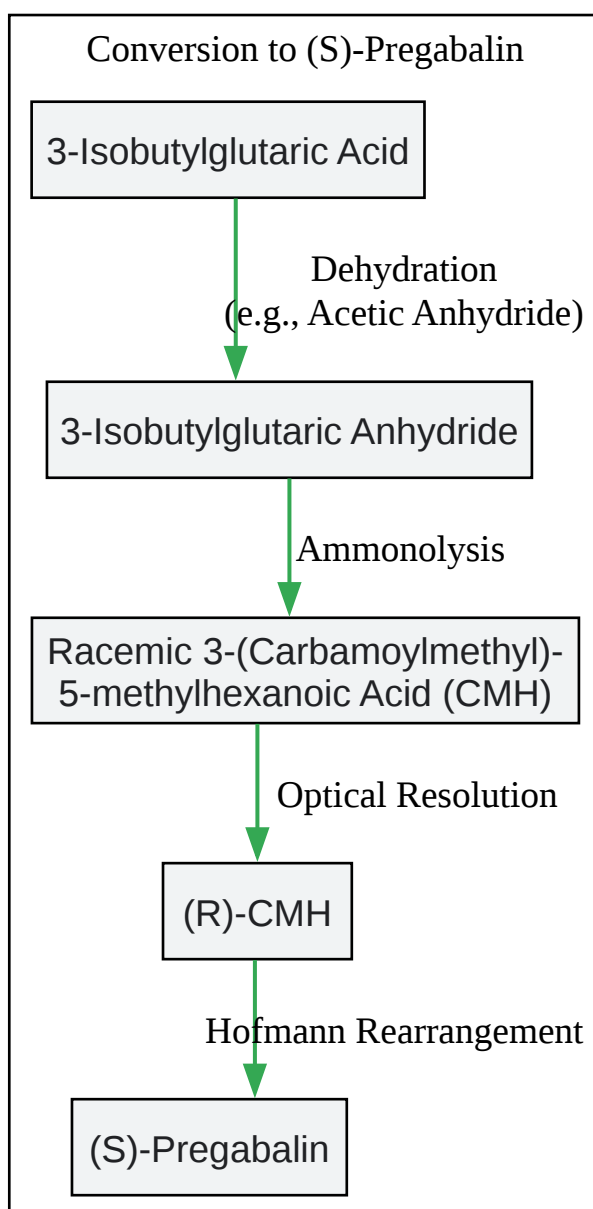 Conversion to (S)-Pregabalin
3-Isobutylglutaric Acid
Dehydration
(e.g., Acetic Anhydride)
3-Isobutylglutaric Anhydride
Ammonolysis
Racemic 3-(Carbamoylmethyl)-
5-methylhexanoic Acid (CMH)
Optical Resolution
(R)-CMH
Hofmann Rearrangement
(S)-Pregabalin